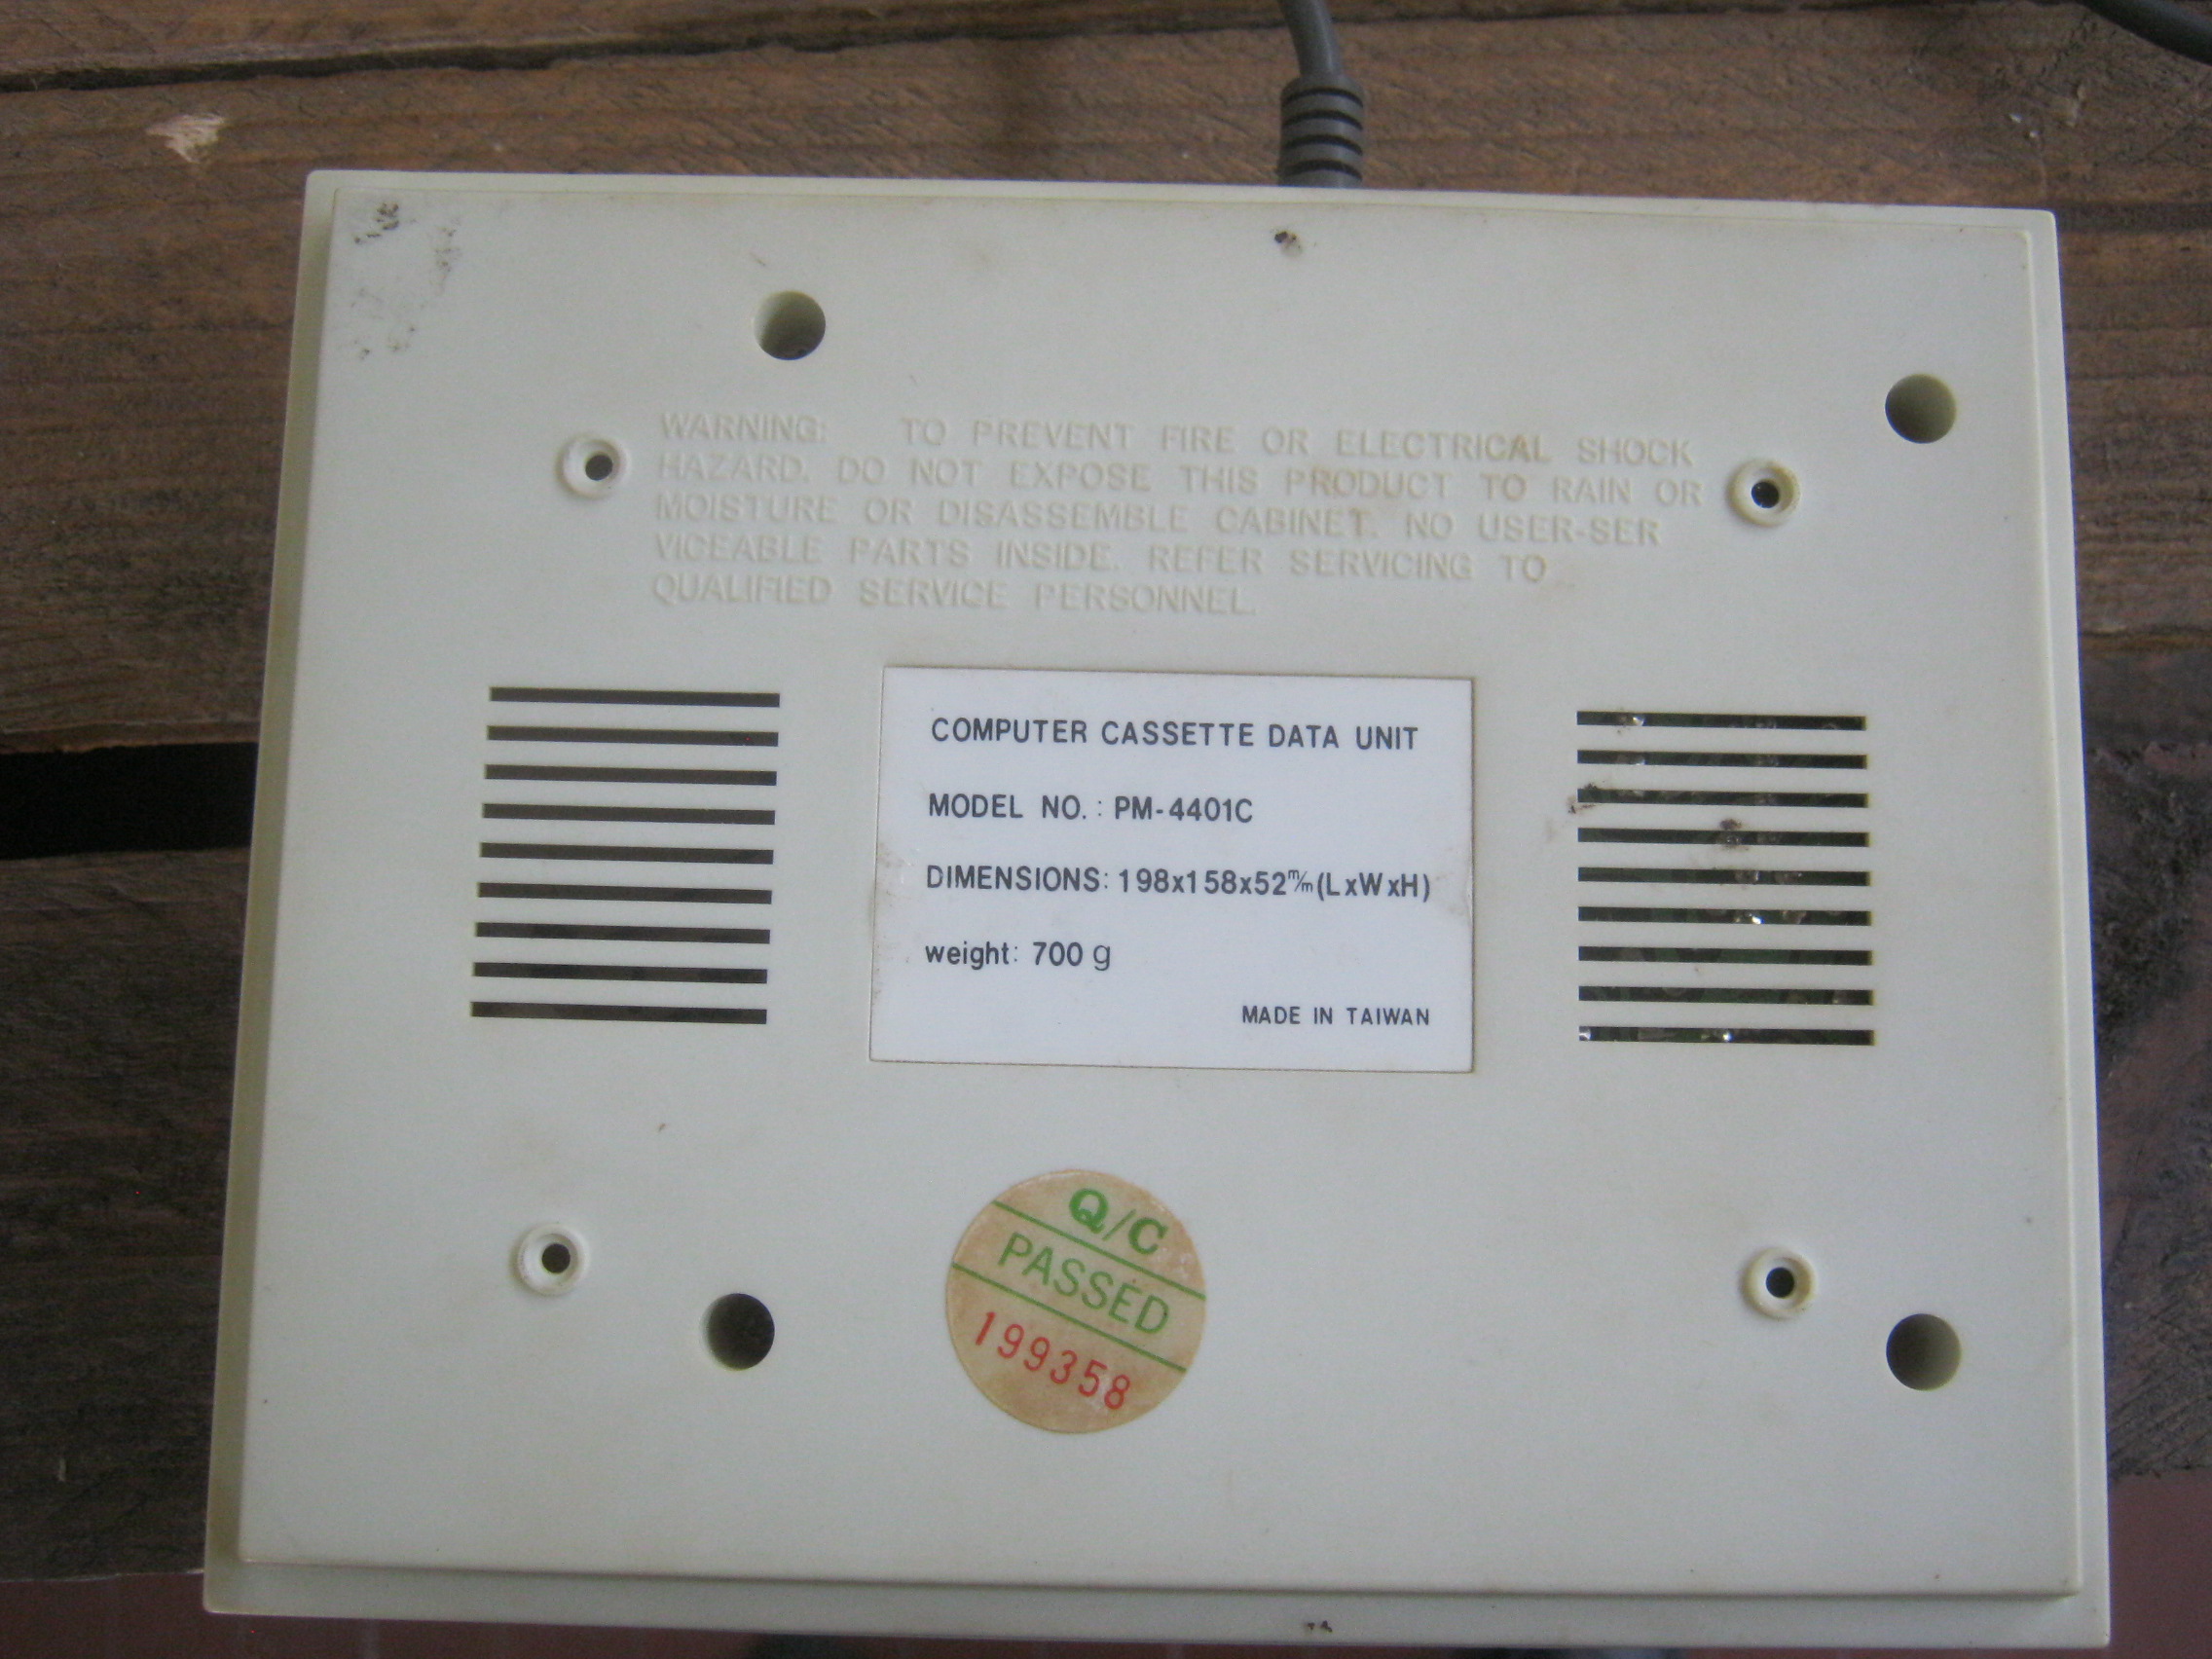 WARNING: TO PREVENT FIRE OR ELECTRICAL SHOCK
HAZARD. DO NOT EXPOSE THIS PRODUCT TO RAIN OR
MOISTURE OR DISASSEMBLE CABINET. NO USER-SER
VICEABLE PARTS INSIDE. REFER SERVICING TO
QUALIFIED SERVICE PERSONNEL.
COMPUTER CASSETTE DATA UNIT
MODEL NO.: PM-4401C
DIMENSIONS: 198x158x52 m/m (LxWxH)
weight: 700 g
MADE IN TAIWAN
Q/C
PASSED
199358